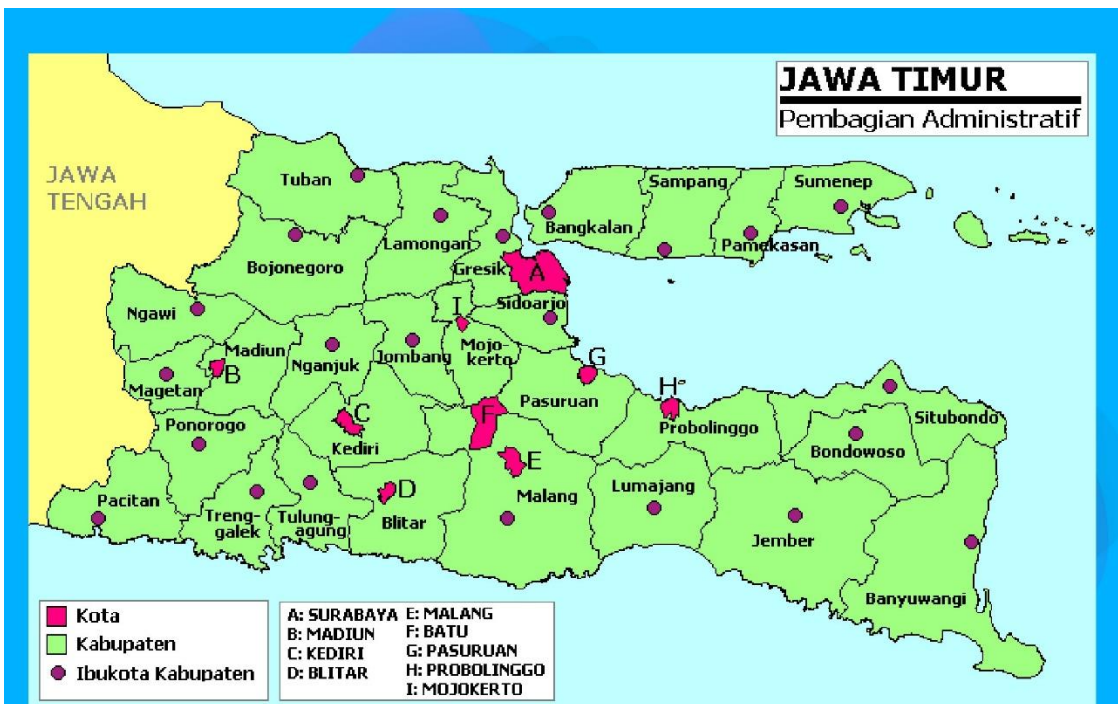 JAWA TIMUR
Pembagian Administratif
JAWA
TENGAH
Tuban
Lamongan
Bojonegoro
Gresik
A
Bangkalan
Sampang
Pamekasan
Sumenep
Ngawi
Madiun
Magetan
B
Nganjuk
Jombang
I
Mojo-
kerto
Sidoarjo
G
Pasuruan
H
Probolinggo
Situbondo
Bondowoso
Ponorogo
C
Kediri
F
E
Malang
D
Blitar
Pacitan
Treng-
galek
Tulung-
agung
Lumajang
Jember
Banyuwangi
Kota
Kabupaten
Ibukota Kabupaten
A: SURABAYA
B: MADIUN
C: KEDIRI
D: BLITAR
E: MALANG
F: BATU
G: PASURUAN
H: PROBOLINGGO
I: MOJOKERTO